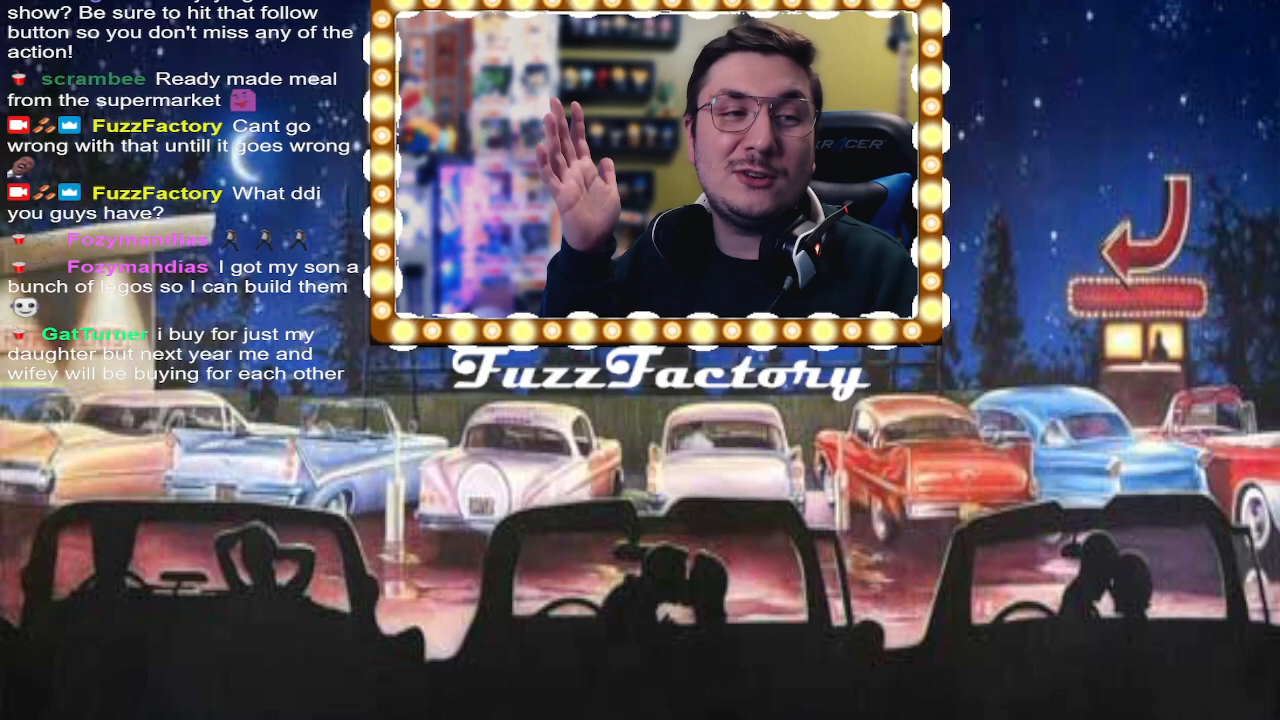 show? Be sure to hit that follow
button so you don't miss any of the
action!
scrambee Ready made meal
from the supermarket
FuzzFactory Cant go
wrong with that untill it goes wrong
FuzzFactory What ddi
you guys have?
Fozymandias
Fozymandias I got my son a
bunch of legos so I can build them
GatTurner i buy for just my
daughter but next year me and
wifey will be buying for each other
FuzzFactory